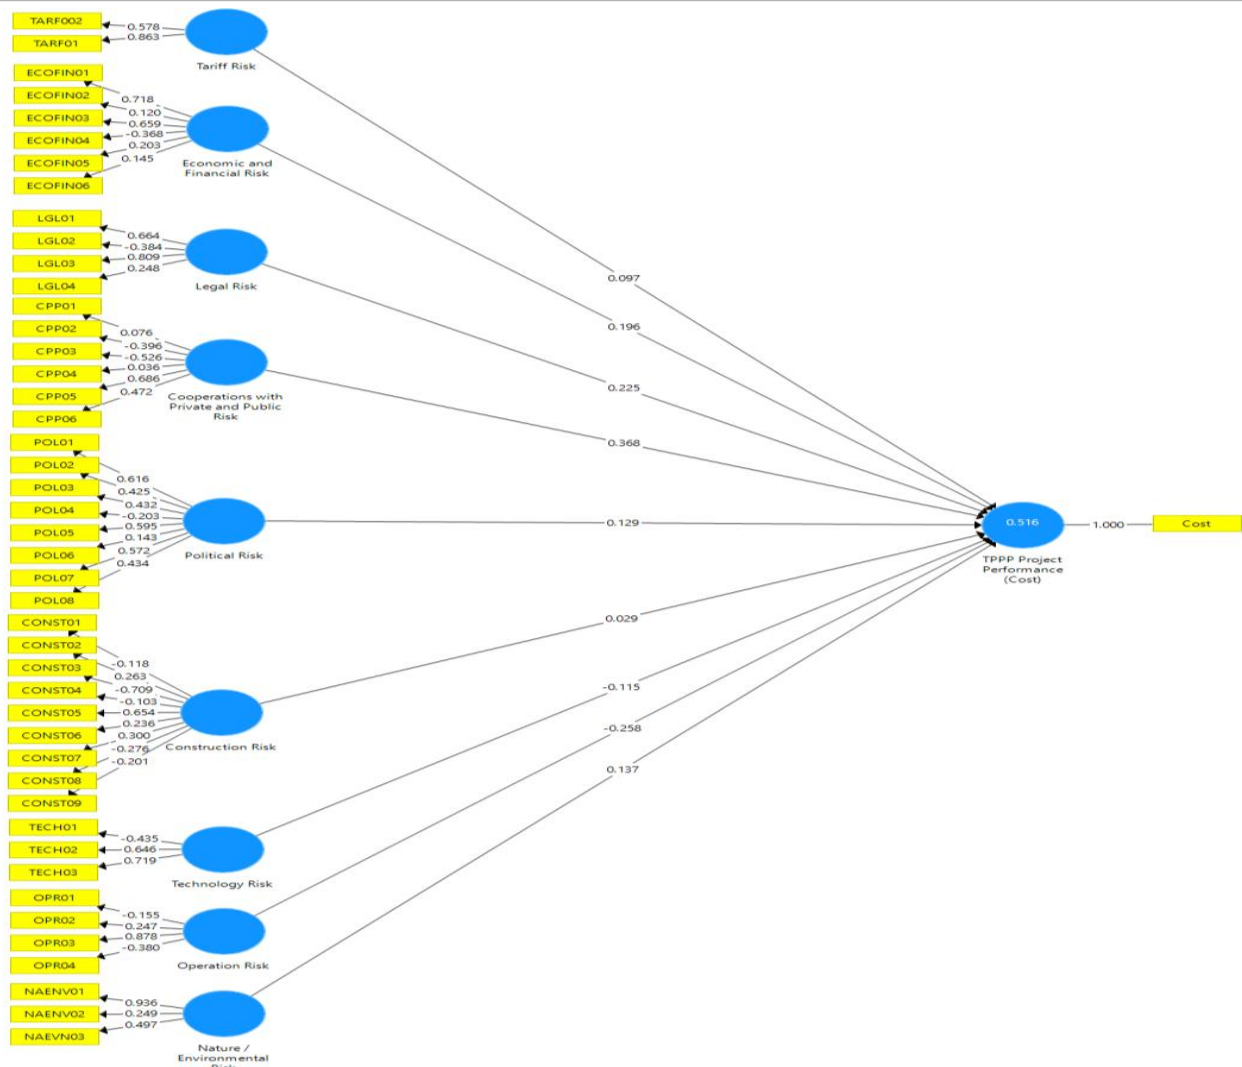 TARF002
TARF01
0.578
0.863
Tariff Risk
ECOFIN01
ECOFIN02
ECOFIN03
ECOFIN04
ECOFIN05
ECOFIN06
0.718
0.120
0.659
-0.368
0.203
0.145
Economic and
Financial Risk
LGL01
LGL02
LGL03
LGL04
0.664
-0.384
0.809
0.248
Legal Risk
CPP01
CPP02
CPP03
CPP04
CPP05
CPP06
0.076
-0.396
-0.526
0.036
0.686
0.472
Cooperations with
Private and Public
Risk
POL01
POL02
POL03
POL04
POL05
POL06
POL07
POL08
0.616
0.425
0.432
-0.203
0.595
0.143
0.572
0.434
Political Risk
CONST01
CONST02
CONST03
CONST04
CONST05
CONST06
CONST07
CONST08
CONST09
-0.118
0.263
-0.709
-0.103
0.654
0.236
0.300
-0.276
-0.201
Construction Risk
TECH01
TECH02
TECH03
-0.435
0.646
0.719
Technology Risk
OPR01
OPR02
OPR03
OPR04
-0.155
0.247
0.878
-0.380
Operation Risk
NAENV01
NAENV02
NAEVN03
0.936
0.249
0.497
Nature /
Environmental
Risk
0.097
0.196
0.225
0.368
0.129
0.029
-0.115
-0.258
0.137
0.516
TPPP Project
Performance
(Cost)
1.000
Cost